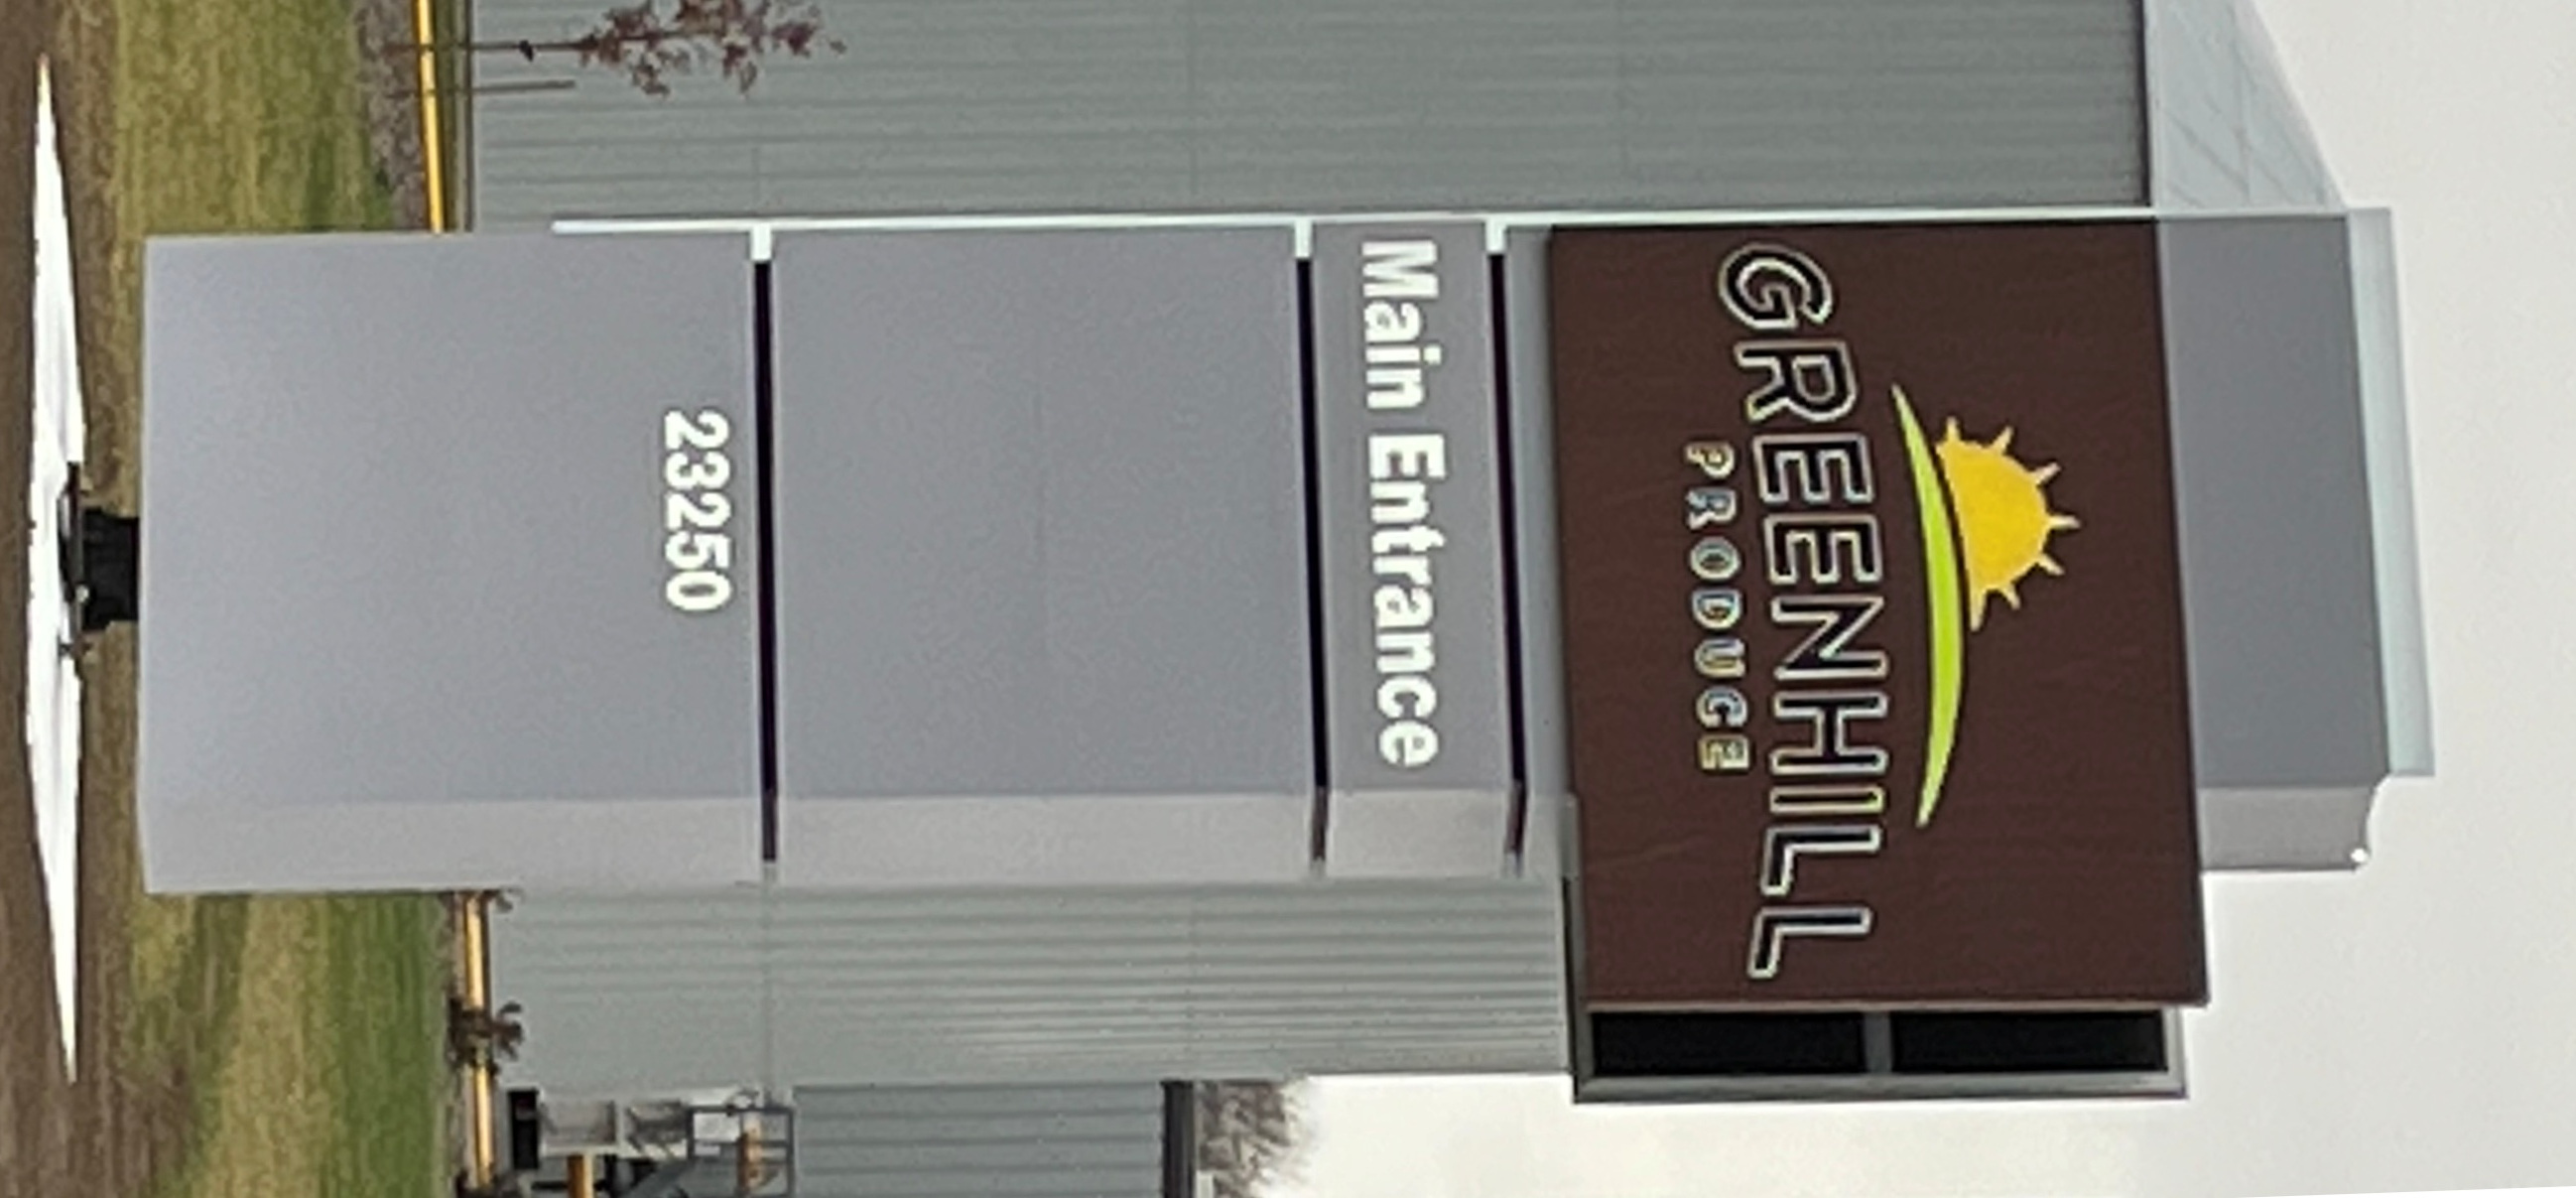 GREENHILL
PRODUCE
Main Entrance
23250